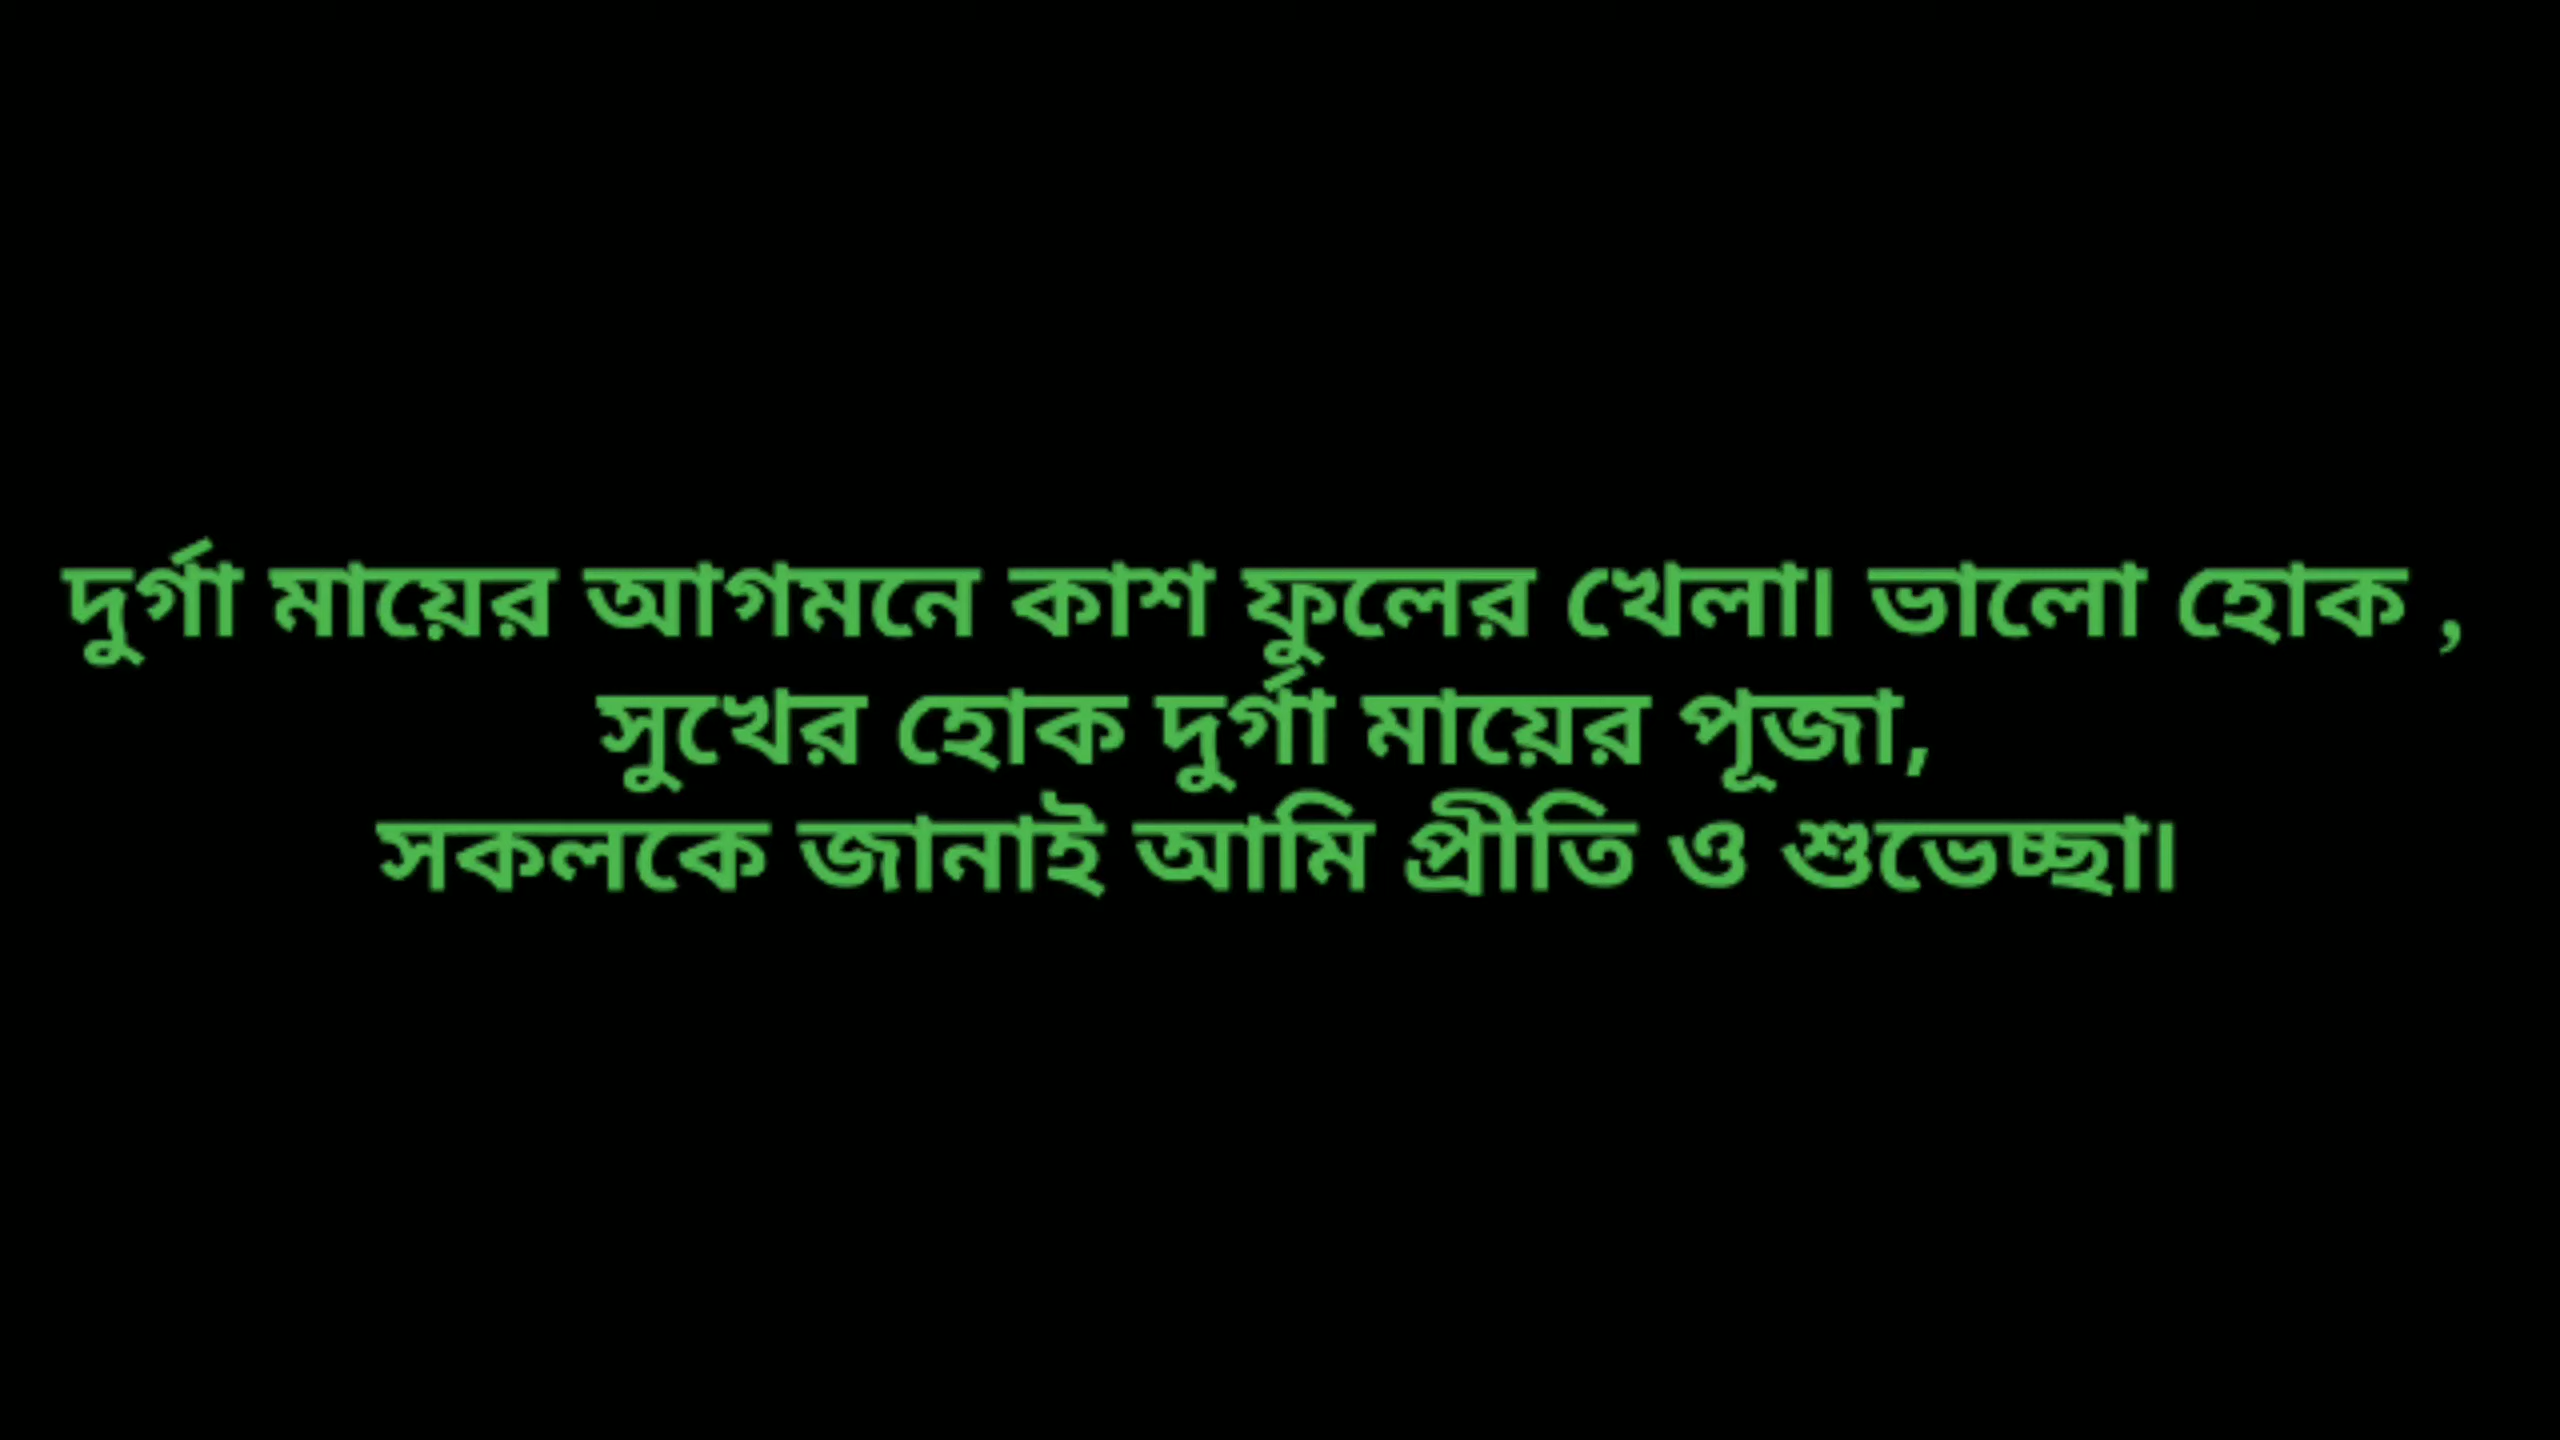 দুর্গা মায়ের আগমনে কাশ ফুলের খেলা। ভালো হোক ,
সুখের হোক দুর্গা মায়ের পূজা,
সকলকে জানাই আমি প্রীতি ও শুভেচ্ছা।